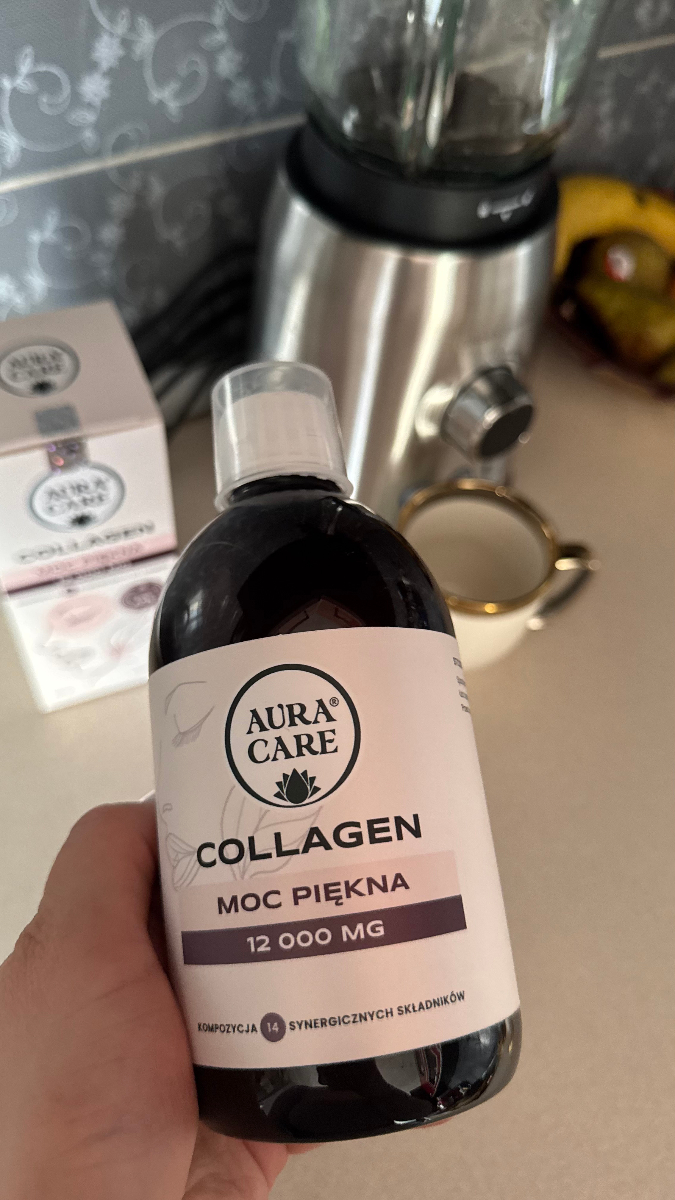 AURA
CARE
AURA
CARE
COLLAGEN
AURA®
CARE
COLLAGEN
MOC PIĘKNA
12 000 MG
KOMPOZYCJA 14 SYNERGICZNYCH SKŁADNIKÓW